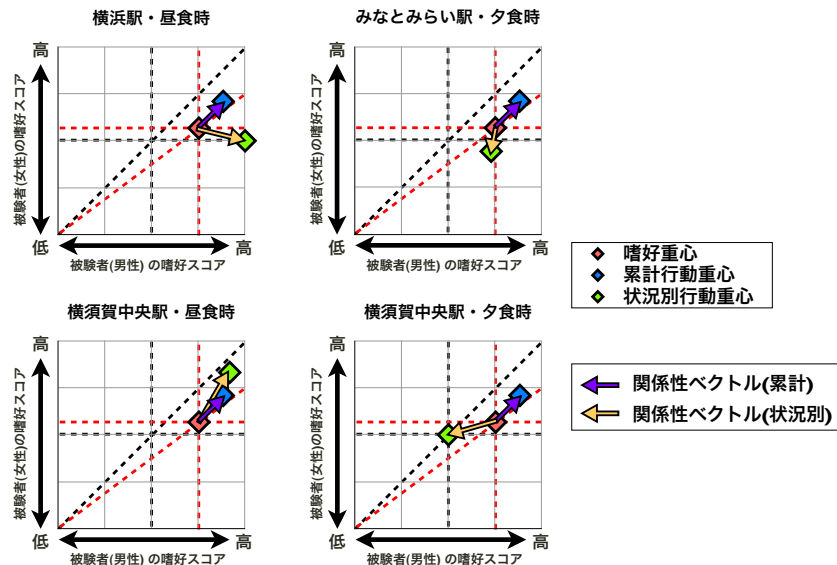 横浜駅・昼食時
高
被験者(女性)の嗜好スコア
低
高
被験者(男性) の嗜好スコア
みなとみらい駅・夕食時
高
被験者(女性)の嗜好スコア
低
高
被験者(男性) の嗜好スコア
嗜好重心
累計行動重心
状況別行動重心
横須賀中央駅・昼食時
高
被験者(女性)の嗜好スコア
低
高
被験者(男性) の嗜好スコア
横須賀中央駅・夕食時
高
被験者(女性)の嗜好スコア
低
高
被験者(男性) の嗜好スコア
関係性ベクトル(累計)
関係性ベクトル(状況別)